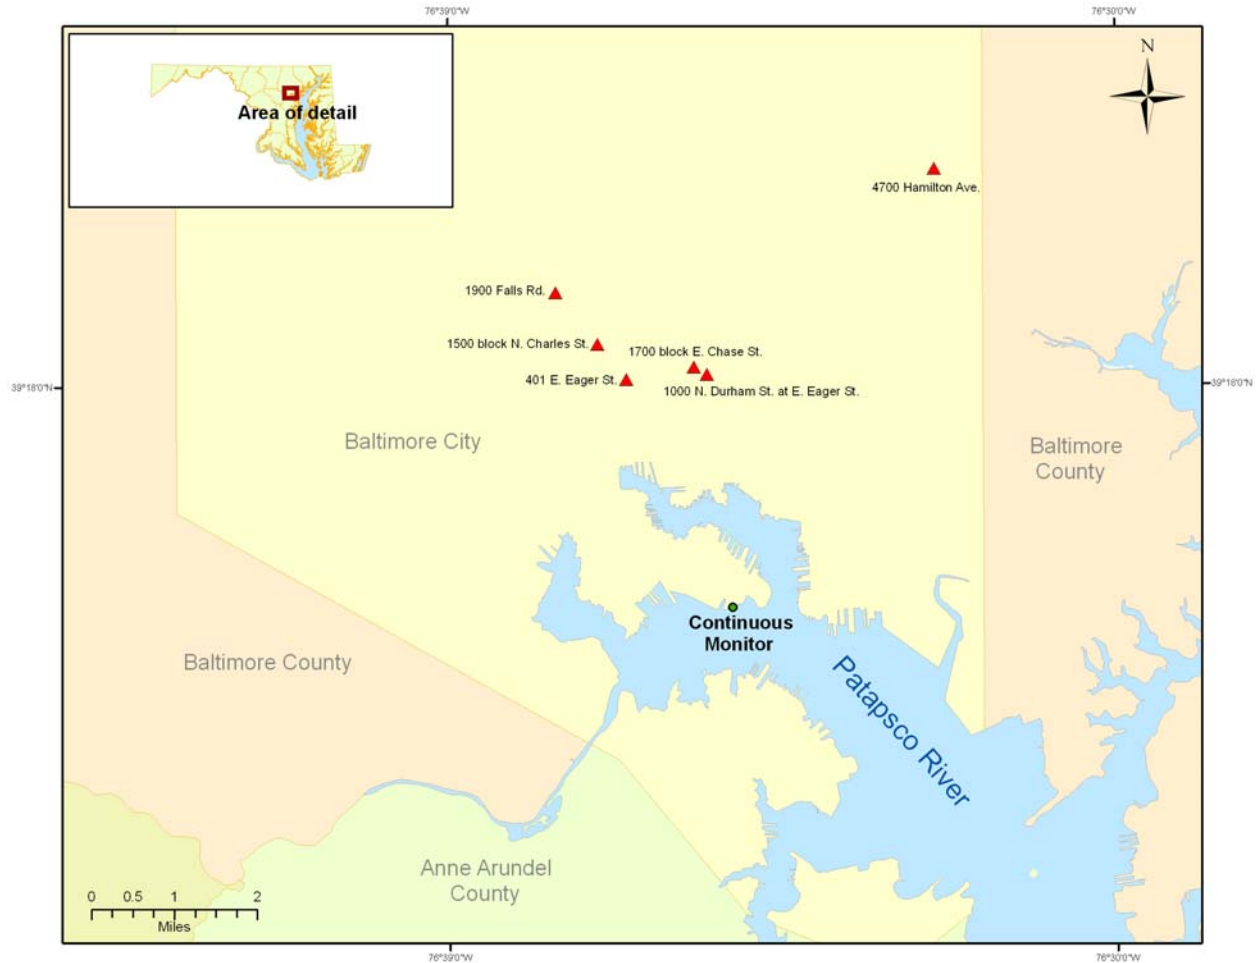 76°39'0"W
76°30'0"W
N
Area of detail
4700 Hamilton Ave.
1900 Falls Rd.
1500 block N. Charles St.
1700 block E. Chase St.
401 E. Eager St.
1000 N. Durham St. at E. Eager St.
39°18'0"N
39°18'0"N
Baltimore City
Baltimore
County
Continuous
Monitor
Baltimore County
Patapsco River
Anne Arundel
County
0 0.5 1 2
Miles
76°39'0"W
76°30'0"W